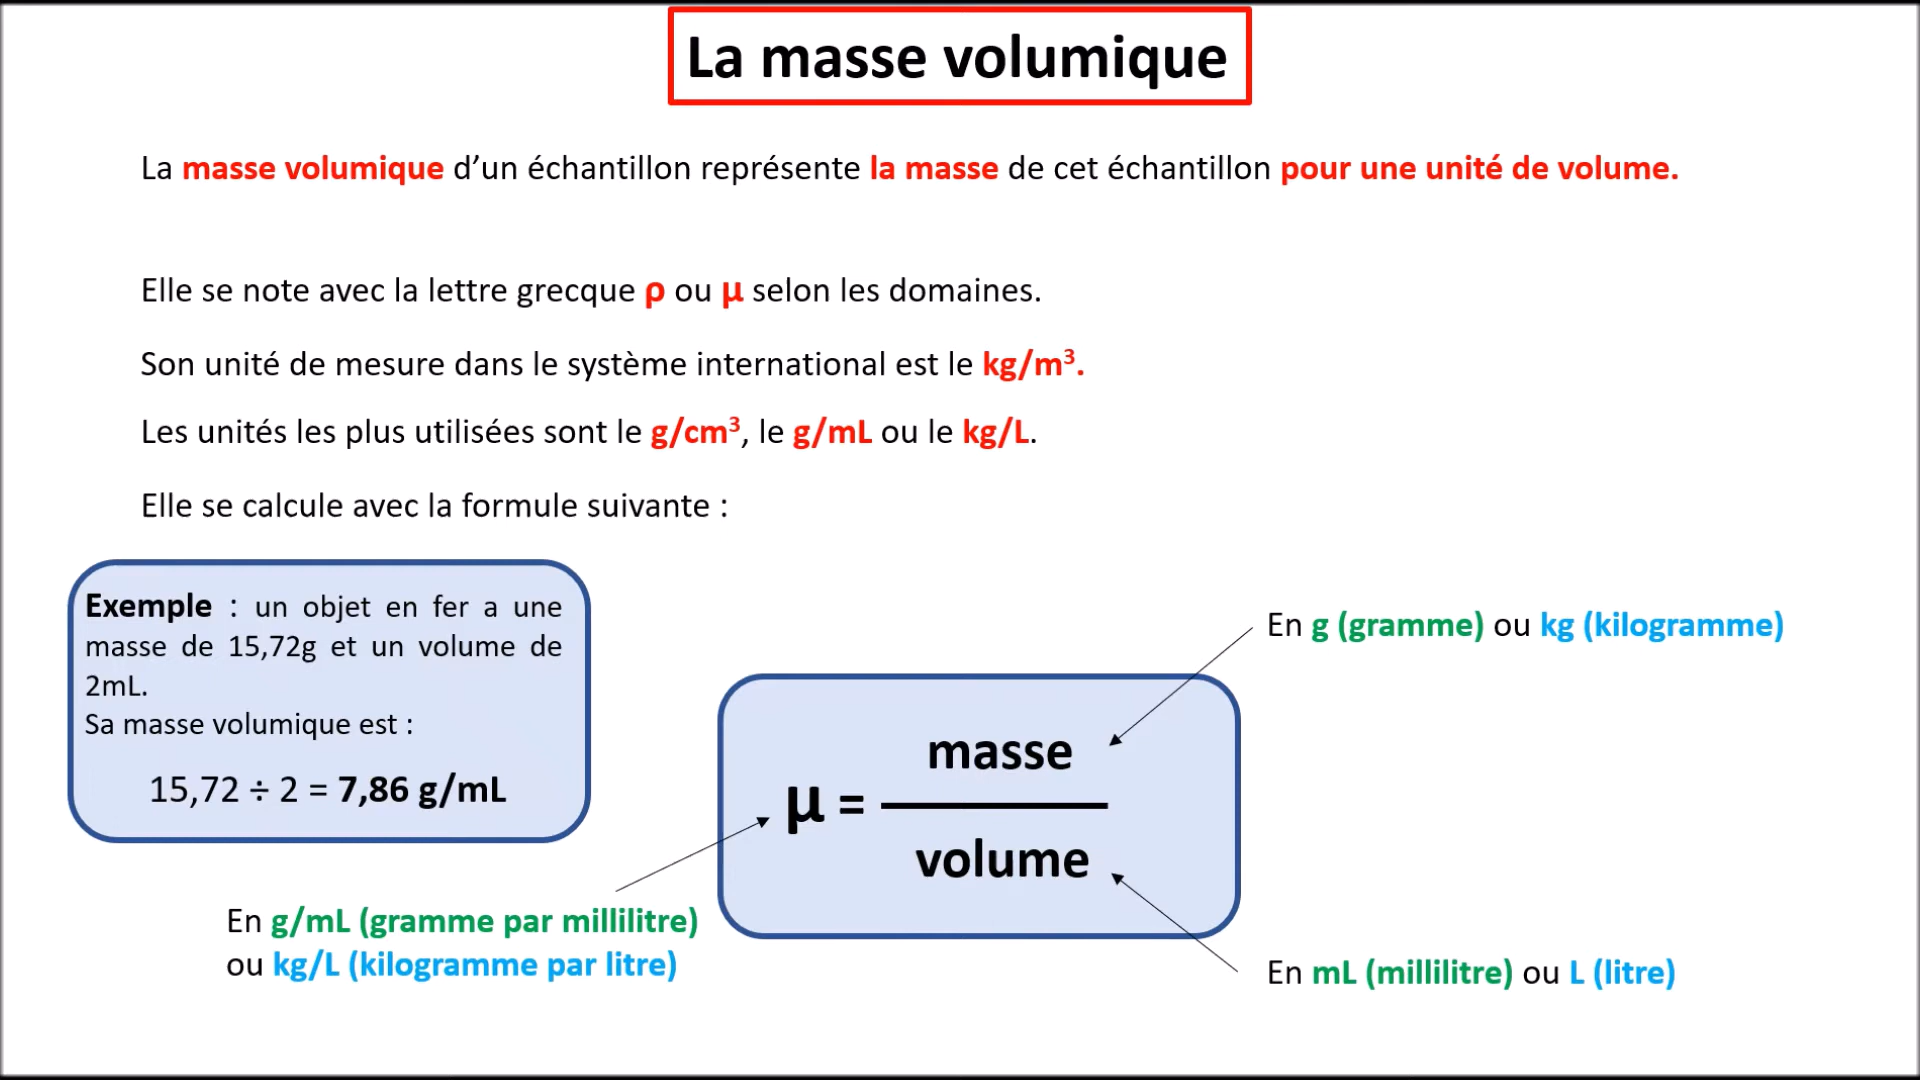 La masse volumique
La masse volumique d’un échantillon représente la masse de cet échantillon pour une unité de volume.
Elle se note avec la lettre grecque ρ ou μ selon les domaines.
Son unité de mesure dans le système international est le kg/m³.
Les unités les plus utilisées sont le g/cm³, le g/mL ou le kg/L.
Elle se calcule avec la formule suivante :
Exemple : un objet en fer a une
masse de 15,72g et un volume de
2mL.
Sa masse volumique est :
15,72 ÷ 2 = 7,86 g/mL
En g (gramme) ou kg (kilogramme)
masse
μ =
volume
En g/mL (gramme par millilitre)
ou kg/L (kilogramme par litre)
En mL (millilitre) ou L (litre)